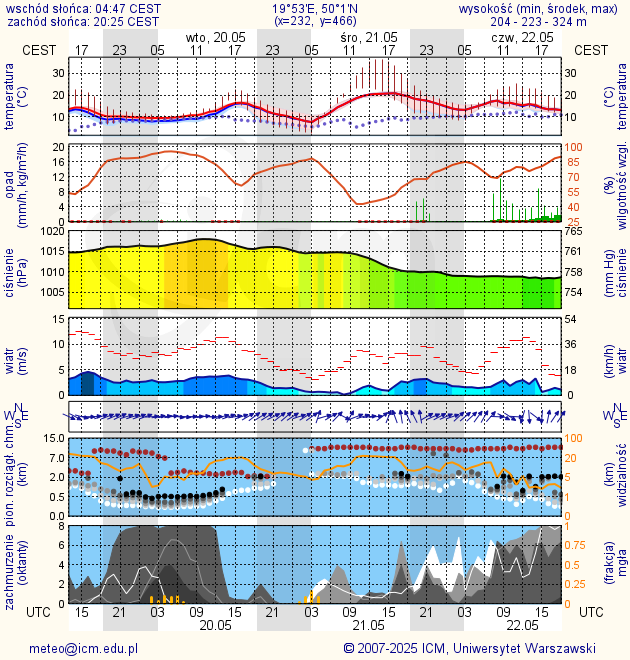 wschód słońca: 04:47 CEST 19°53'E, 50°1'N wysokość (min, środek, max)
zachód słońca: 20:25 CEST (x=232, y=466) 204 - 223 - 324 m
wto, 20.05 śro, 21.05 czw, 22.05
CEST 17 23 05 11 17 23 05 11 17 23 05 11 17 CEST
temperatura
(°C)
30
20
10
30
20
10
temperatura
(°C)
opad
(mm/h, kg/m²/h)
20
16
12
8
4
0
100
85
70
55
40
25
(%)
wilgotność wzgl.
ciśnienie
(hPa)
1020
1015
1010
1005
765
761
758
754
(mm Hg)
ciśnienie
wiatr
(m/s)
15
10
5
0
54
36
18
0
(km/h)
wiatr
N
W E
S
N
W E
S
pion. rozciągł. chm.
(km)
15.0
7.0
2.0
0.5
0.0
100
20
5
1
0
(km)
widzialność
zachmurzenie
(oktanty)
8
6
4
2
0
1
0.75
0.5
0.25
0
(frakcja)
mgła
UTC 15 21 03 09 15 21 03 09 15 21 03 09 15 UTC
20.05 21.05 22.05
meteo@icm.edu.pl © 2007-2025 ICM, Uniwersytet Warszawski